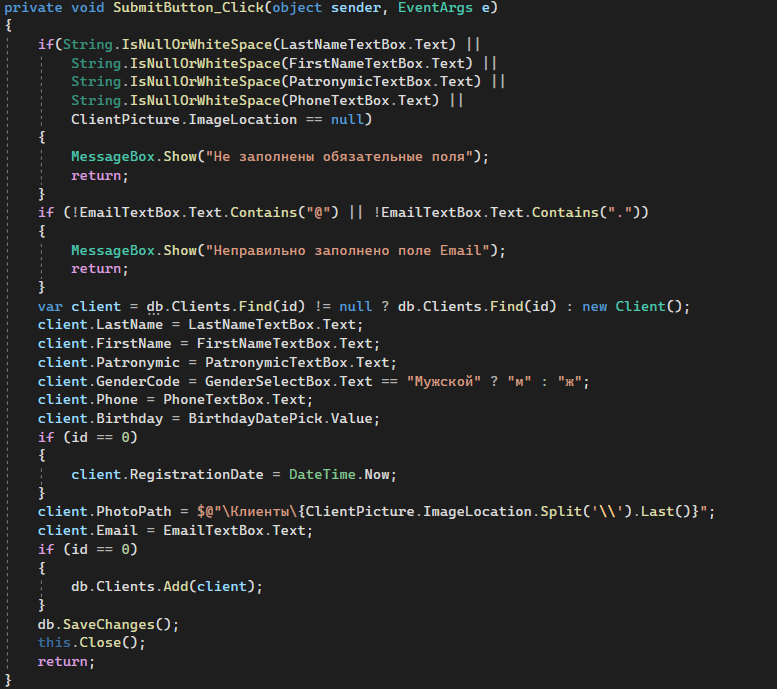 private void SubmitButton_Click(object sender, EventArgs e)
{
    if(String.IsNullOrWhiteSpace(LastNameTextBox.Text) ||
        String.IsNullOrWhiteSpace(FirstNameTextBox.Text) ||
        String.IsNullOrWhiteSpace(PatronymicTextBox.Text) ||
        String.IsNullOrWhiteSpace(PhoneTextBox.Text) ||
        ClientPicture.ImageLocation == null)
    {
        MessageBox.Show("Не заполнены обязательные поля");
        return;
    }
    if (!EmailTextBox.Text.Contains("@") || !EmailTextBox.Text.Contains("."))
    {
        MessageBox.Show("Неправильно заполнено поле Email");
        return;
    }
    var client = db.Clients.Find(id) != null ? db.Clients.Find(id) : new Client();
    client.LastName = LastNameTextBox.Text;
    client.FirstName = FirstNameTextBox.Text;
    client.Patronymic = PatronymicTextBox.Text;
    client.GenderCode = GenderSelectBox.Text == "Мужской" ? "м" : "ж";
    client.Phone = PhoneTextBox.Text;
    client.Birthday = BirthdayDatePick.Value;
    if (id == 0)
    {
        client.RegistrationDate = DateTime.Now;
    }
    client.PhotoPath = $@"\Клиенты\{ClientPicture.ImageLocation.Split('\\').Last()}";
    client.Email = EmailTextBox.Text;
    if (id == 0)
    {
        db.Clients.Add(client);
    }
    db.SaveChanges();
    this.Close();
    return;
}